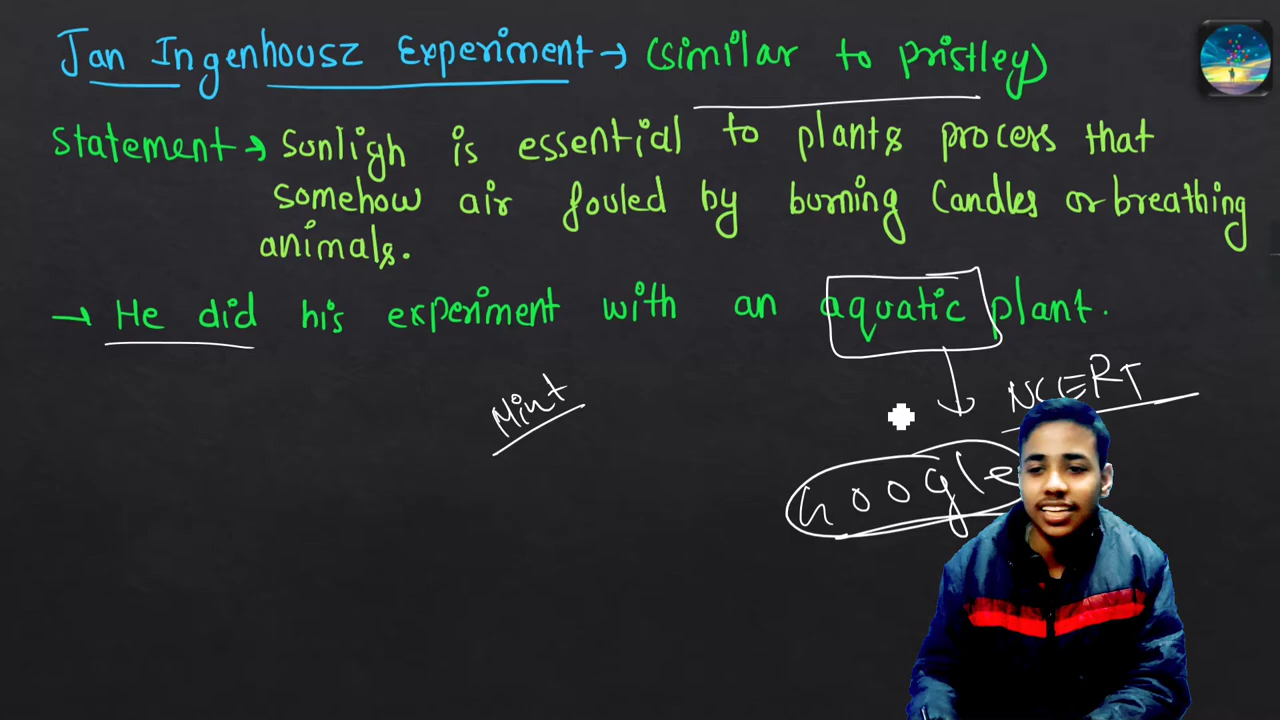 Jan Ingenhousz Experiment → (similar to pristley)
Statement → Sunligh is essential to plants process that
somehow air fouled by burning Candles or breathing
animals.
→ He did his experiment with an aquatic plant.
Mint
NCERT
Google